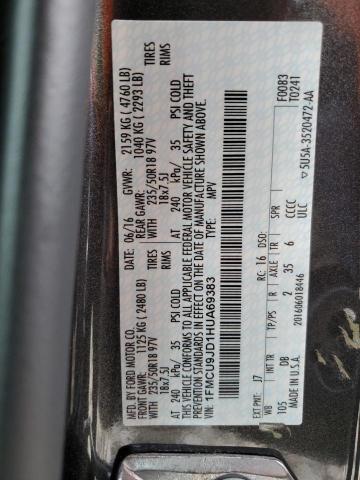 MFG. BY FORD MOTOR CO.
DATE: 06/16 GVWR: 2159 KG ( 4760 LB)
FRONT GAWR: 1125 KG ( 2480 LB) REAR GAWR: 1040 KG ( 2293 LB)
WITH 235/50R18 97V TIRES WITH 235/50R18 97V TIRES
18x7.5J RIMS 18x7.5J RIMS
AT 240 kPa/ 35 PSI COLD AT 240 kPa/ 35 PSI COLD
THIS VEHICLE CONFORMS TO ALL APPLICABLE FEDERAL MOTOR VEHICLE SAFETY AND THEFT
PREVENTION STANDARDS IN EFFECT ON THE DATE OF MANUFACTURE SHOWN ABOVE.
VIN: 1FMCU9JD1HUA69383
TYPE: MPV
F0083
T0241
EXT PNT: J7 RC: 16 DSO:
WB INT TR TP/PS R AXLE TR SPR
105 DB 2 35 6 CCCC
ULC
MADE IN U.S.A. 201606018446
5U5A-3520472-AA